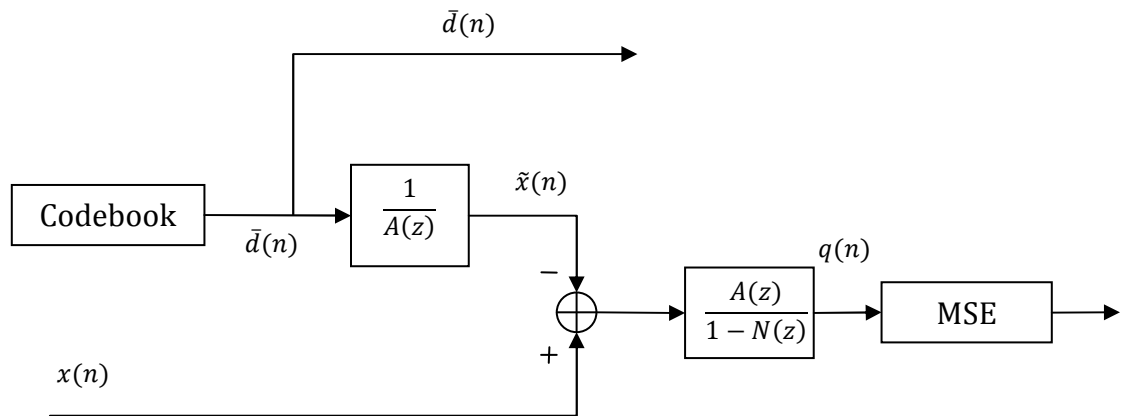 d̄(n)
Codebook
d̄(n)
1
A(z)
x̃(n)
−
+
A(z)
1 − N(z)
q(n)
MSE
x(n)